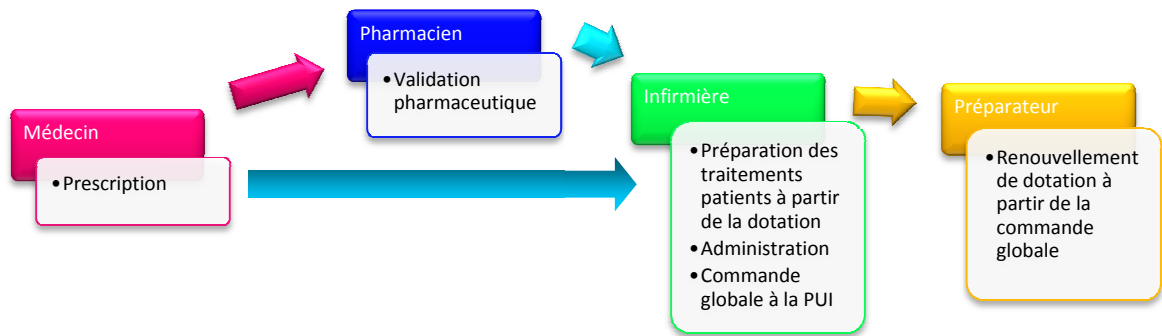 Médecin
•Prescription
Pharmacien
•Validation
pharmaceutique
Infirmière
•Préparation des
traitements
patients à partir
de la dotation
•Administration
•Commande
globale à la PUI
Préparateur
•Renouvellement
de dotation à
partir de la
commande
globale